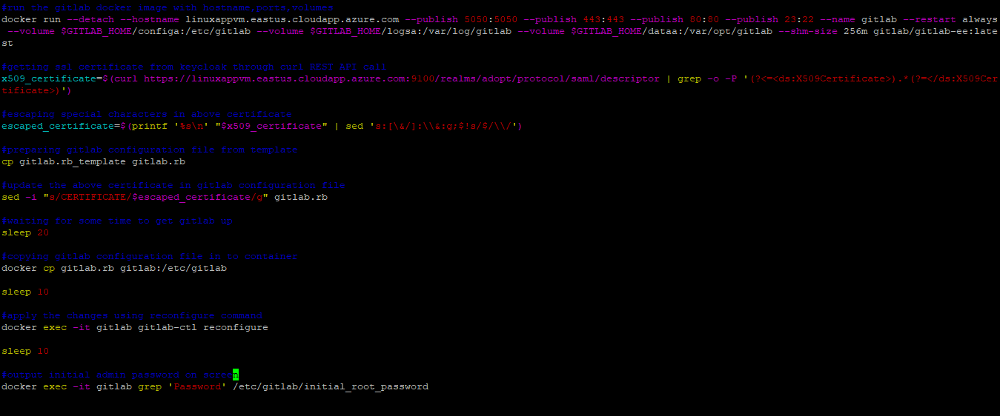 #run the gitlab docker image with hostname,ports,volumes
docker run --detach --hostname linuxappvm.eastus.cloudapp.azure.com --publish 5050:5050 --publish 443:443 --publish 80:80 --publish 23:22 --name gitlab --restart always
 --volume $GITLAB_HOME/configa:/etc/gitlab --volume $GITLAB_HOME/logsa:/var/log/gitlab --volume $GITLAB_HOME/dataa:/var/opt/gitlab --shm-size 256m gitlab/gitlab-ee:late
st
#getting ssl certificate from keycloak through curl REST API call
x509_certificate=$(curl https://linuxappvm.eastus.cloudapp.azure.com:9100/realms/adopt/protocol/saml/descriptor | grep -o -P '(?<=<ds:X509Certificate>).*(?=</ds:X509Cer
tificate>)')
#escaping special characters in above certificate
escaped_certificate=$(printf '%s\n' "$x509_certificate" | sed 's:[\&/]:\\&:g;$!s/$/\\/')
#preparing gitlab configuration file from template
cp gitlab.rb_template gitlab.rb
#update the above certificate in gitlab configuration file
sed -i "s/CERTIFICATE/$escaped_certificate/g" gitlab.rb
#waiting for some time to get gitlab up
sleep 20
#copying gitlab configuration file in to container
docker cp gitlab.rb gitlab:/etc/gitlab
sleep 10
#apply the changes using reconfigure command
docker exec -it gitlab gitlab-ctl reconfigure
sleep 10
#output initial admin password on screen
docker exec -it gitlab grep 'Password' /etc/gitlab/initial_root_password